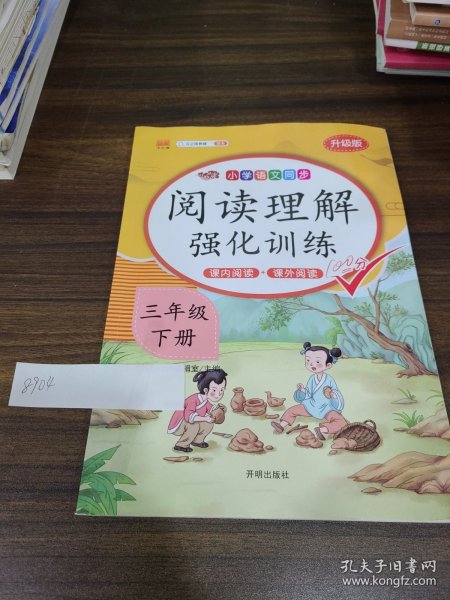 升级版
小学语文同步
阅读理解
强化训练
课内阅读+课外阅读
100分
三年级
下册
主编
8904
开明出版社
孔夫子旧书网
www.kongfz.com